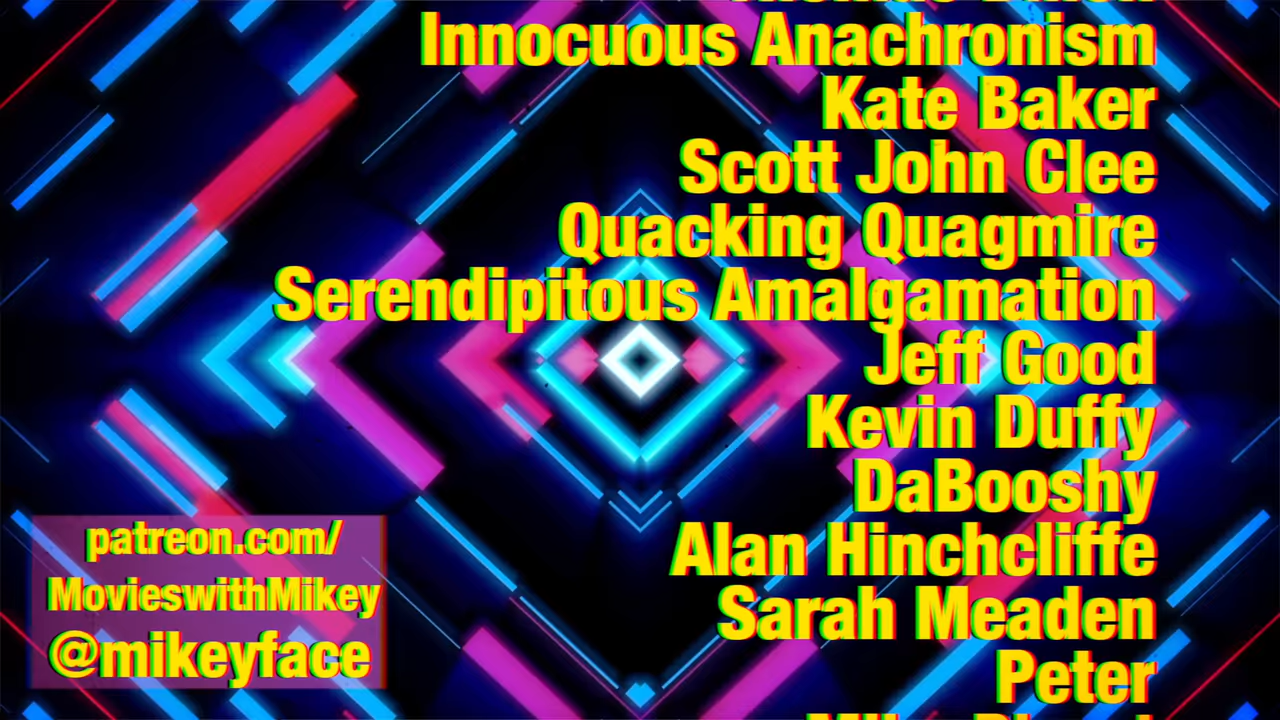 Innocuous Anachronism
Kate Baker
Scott John Clee
Quacking Quagmire
Serendipitous Amalgamation
Jeff Good
Kevin Duffy
DaBooshy
Alan Hinchcliffe
Sarah Meaden
Peter
patreon.com/
MovieswithMikey
@mikeyface